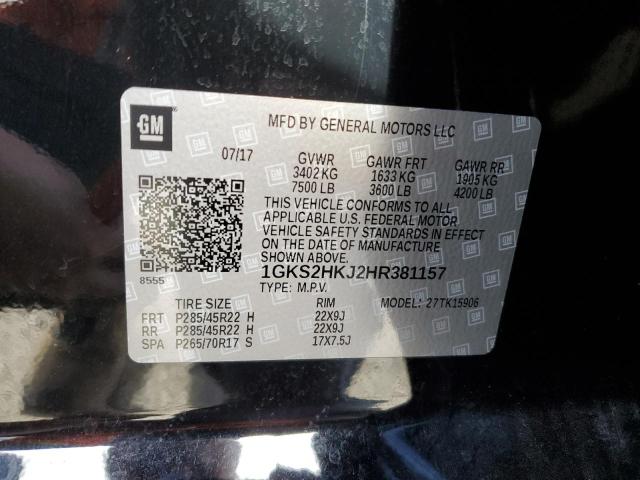 GM
MFD BY GENERAL MOTORS LLC
07/17 GVWR GAWR FRT GAWR RR
3402 KG 1633 KG 1905 KG
7500 LB 3600 LB 4200 LB
THIS VEHICLE CONFORMS TO ALL
APPLICABLE U.S. FEDERAL MOTOR
VEHICLE SAFETY STANDARDS IN
EFFECT ON THE DATE OF MANUFACTURE
SHOWN ABOVE.
1GKS2HKJ2HR381157
8555
TYPE: M.P.V. MODEL: 27TK15906
TIRE SIZE RIM
FRT P285/45R22 H 22X9J
RR P285/45R22 H 22X9J
SPA P265/70R17 S 17X7.5J